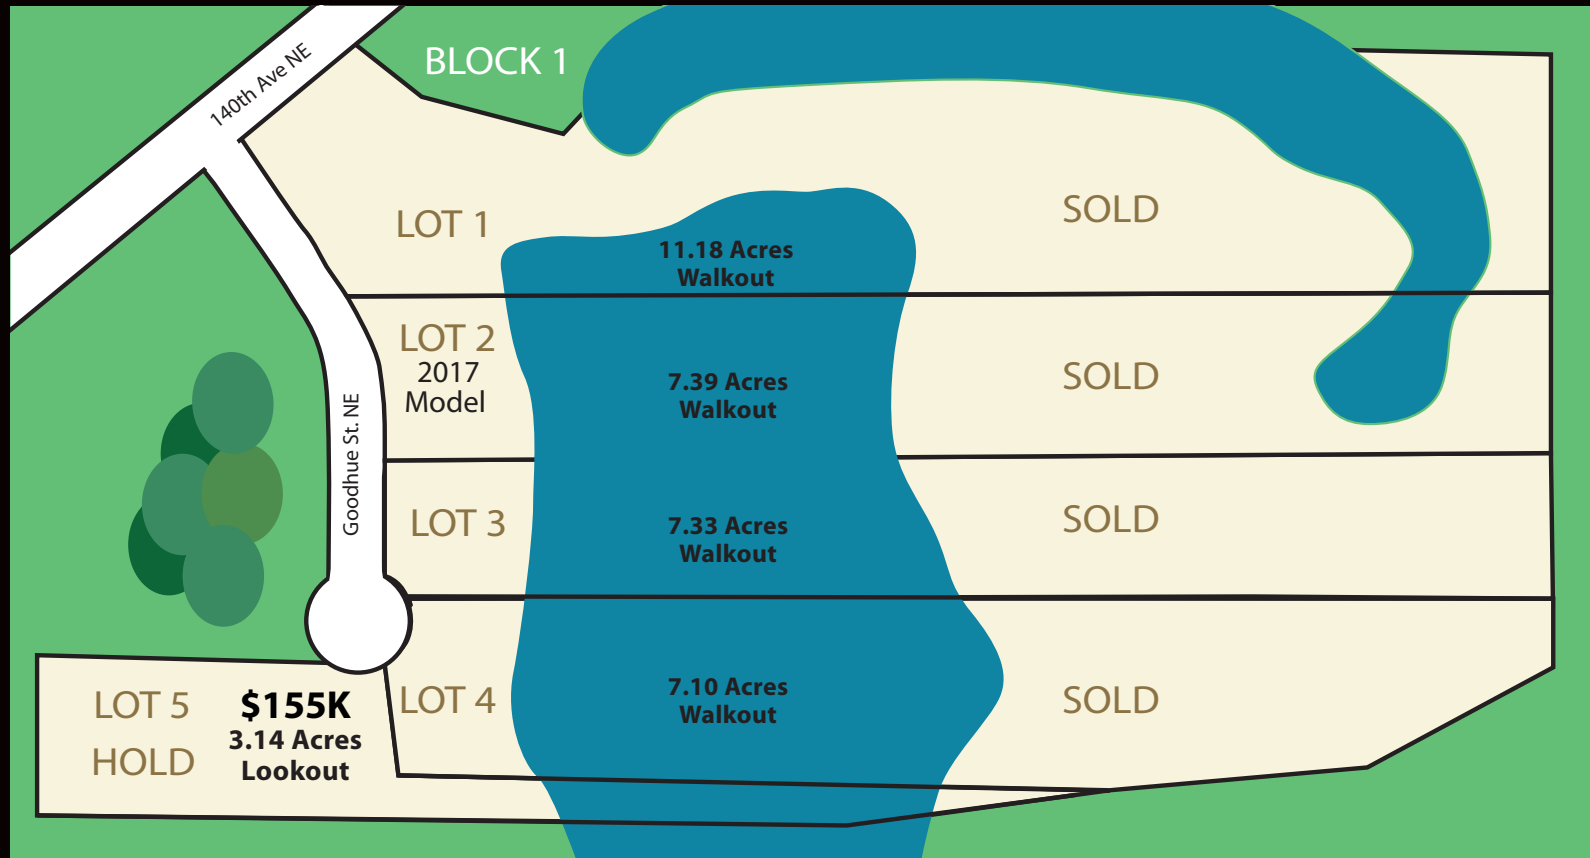 140th Ave NE
BLOCK 1
LOT 1
11.18 Acres
Walkout
SOLD
LOT 2
2017
Model
7.39 Acres
Walkout
SOLD
Goodhue St. NE
LOT 3
7.33 Acres
Walkout
SOLD
LOT 4
7.10 Acres
Walkout
SOLD
LOT 5
HOLD
$155K
3.14 Acres
Lookout